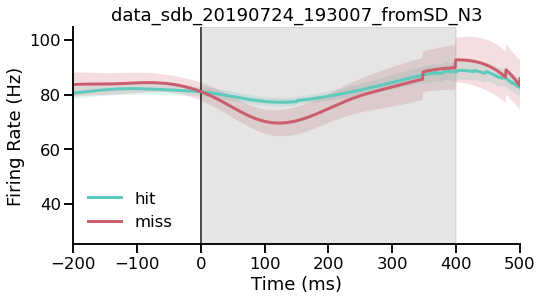 data_sdb_20190724_193007_fromSD_N3
100
80
60
40
Firing Rate (Hz)
hit
miss
−200
−100
0
100
200
300
400
500
Time (ms)